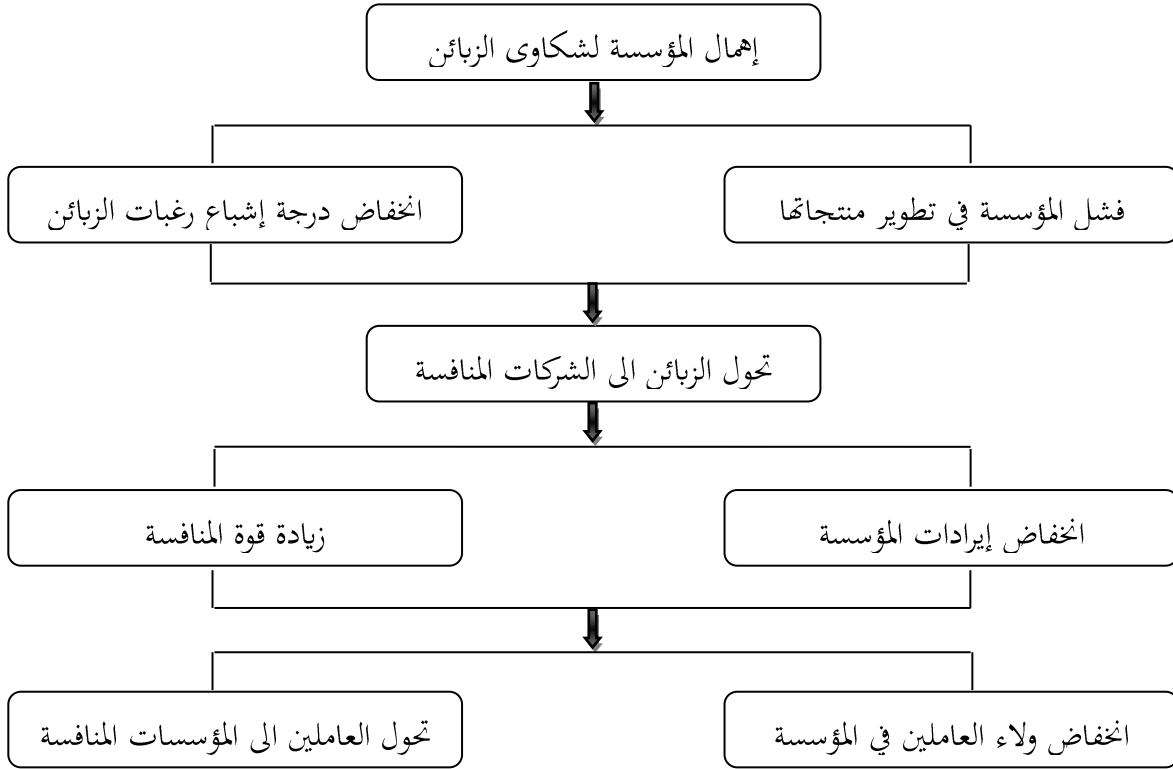 إهمال المؤسسة لشكاوى الزبائن
فشل المؤسسة في تطوير منتجاتها
انخفاض درجة إشباع رغبات الزبائن
تحول الزبائن الى الشركات المنافسة
انخفاض إيرادات المؤسسة
زيادة قوة المنافسة
انخفاض ولاء العاملين في المؤسسة
تحول العاملين الى المؤسسات المنافسة